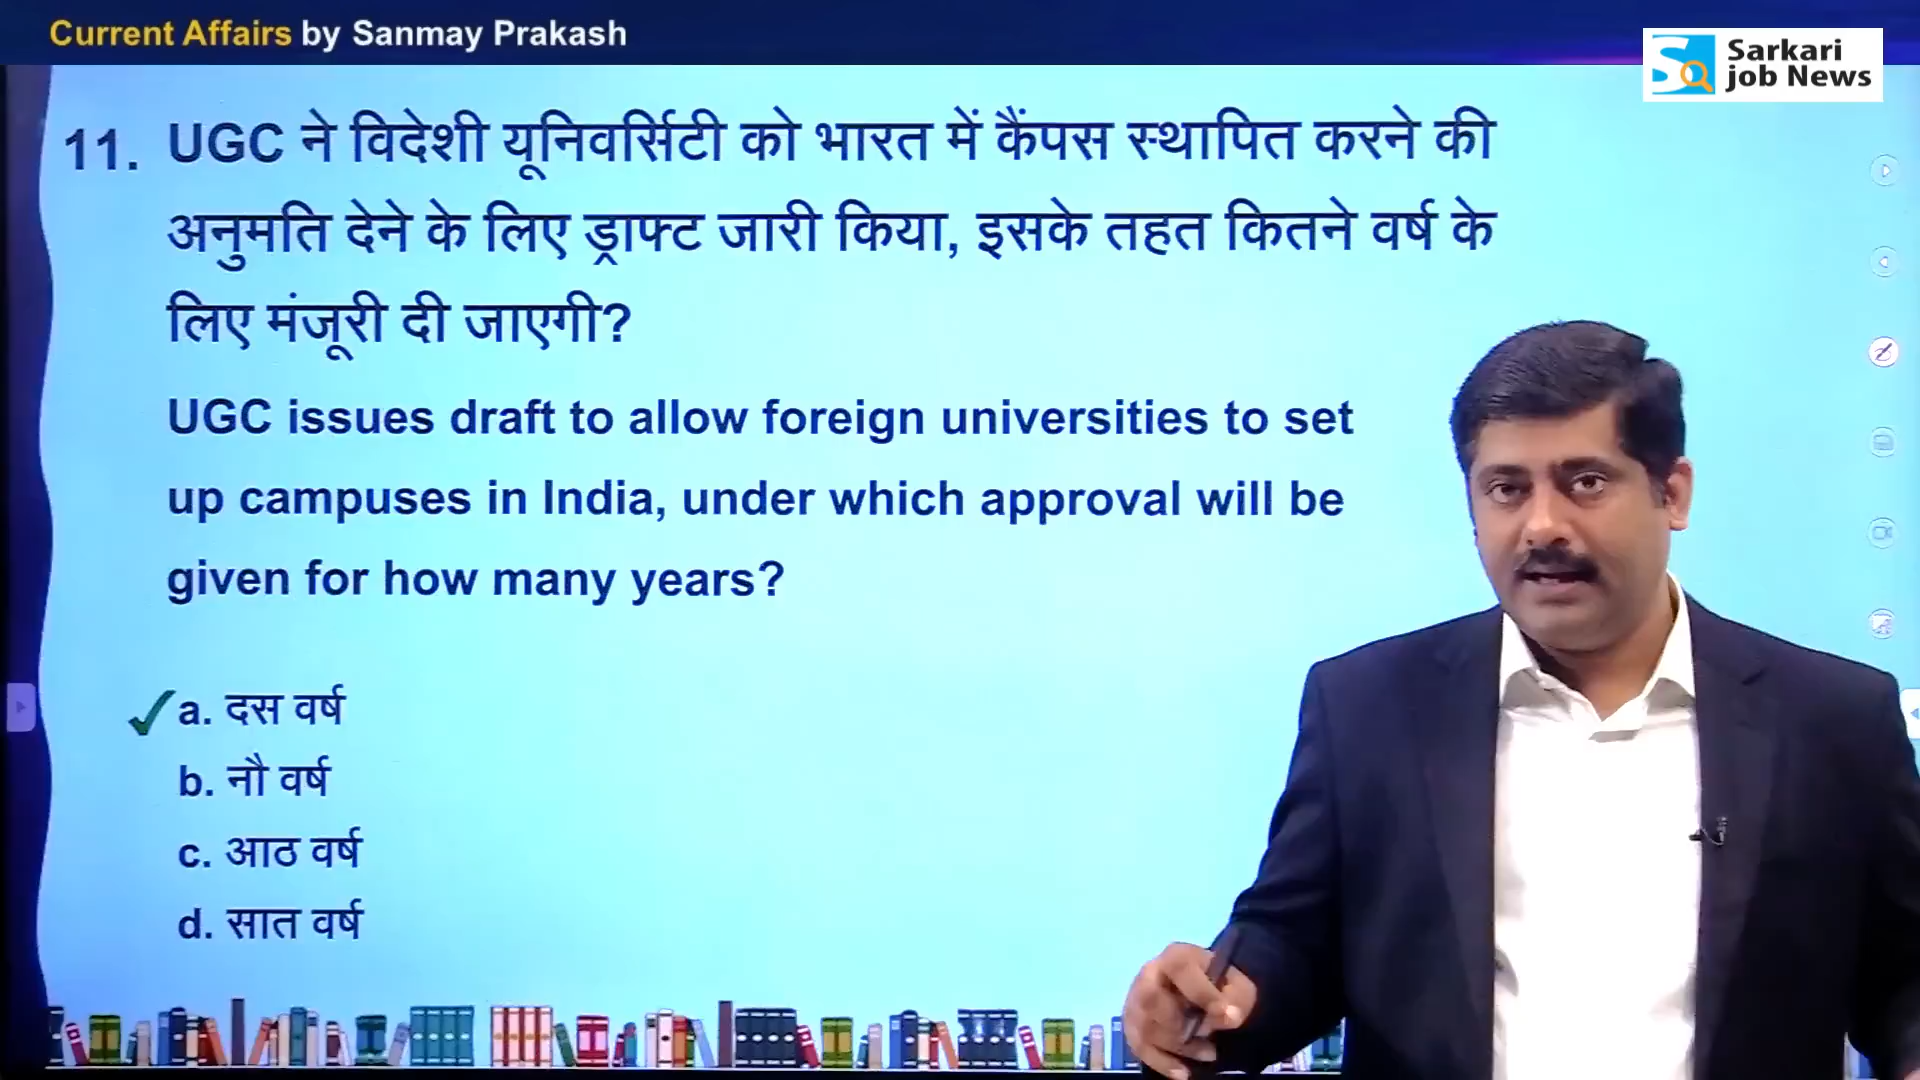 Current Affairs by Sanmay Prakash
Sarkari
job News
11. UGC ने विदेशी यूनिवर्सिटी को भारत में कैंपस स्थापित करने की
अनुमति देने के लिए ड्राफ्ट जारी किया, इसके तहत कितने वर्ष के
लिए मंजूरी दी जाएगी?
UGC issues draft to allow foreign universities to set
up campuses in India, under which approval will be
given for how many years?
a. दस वर्ष
b. नौ वर्ष
c. आठ वर्ष
d. सात वर्ष